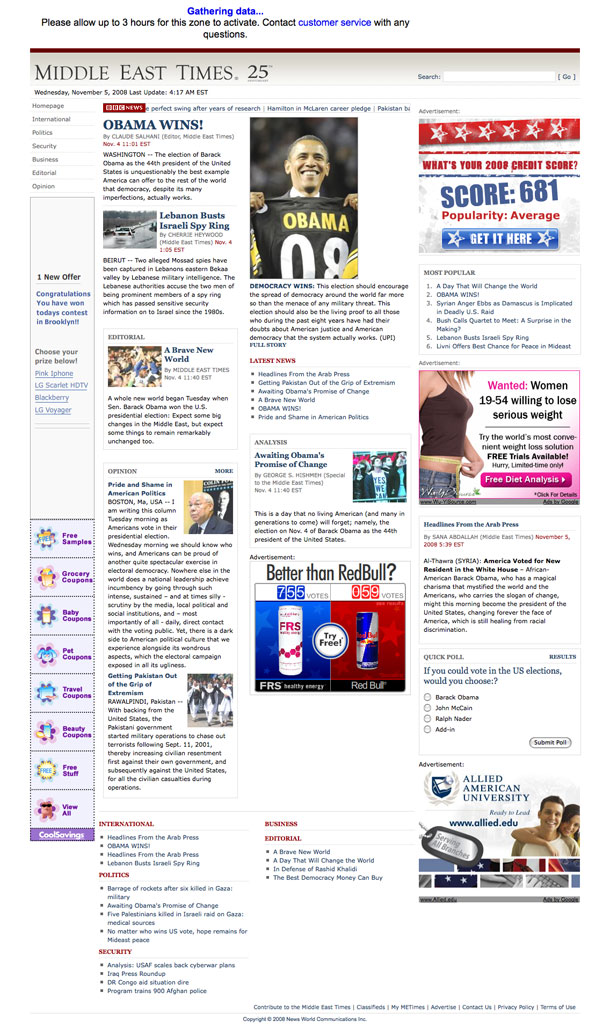 Gathering data...
Please allow up to 3 hours for this zone to activate. Contact customer service with any
questions.
MIDDLE EAST TIMES® 25
Search: [ Go ]
Wednesday, November 5, 2008 Last Update: 4:17 AM EST
Homepage
International
Politics
Security
Business
Editorial
Opinion
1 New Offer
Congratulations
You have won
todays contest
in Brooklyn!!
Choose your
prize below!
Pink Iphone
LG Scarlet HDTV
Blackberry
LG Voyager
Free
Samples
Grocery
Coupons
Baby
Coupons
Pet
Coupons
Travel
Coupons
Beauty
Coupons
FREE
Free
Stuff
View
All
CoolSavings
BBC NEWS e perfect swing after years of research | Hamilton in McLaren career pledge | Pakistan ba
OBAMA WINS!
By CLAUDE SALHANI (Editor, Middle East Times)
Nov. 4 11:01 EST
WASHINGTON -- The election of Barack
Obama as the 44th president of the United
States is unquestionably the best example
America can offer to the rest of the world
that democracy, despite its many
imperfections, actually works.
Lebanon Busts
Israeli Spy Ring
By CHERRIE HEYWOOD
(Middle East Times) Nov. 4
1:05 EST
BEIRUT -- Two alleged Mossad spies have
been captured in Lebanons eastern Bekaa
valley by Lebanese military intelligence. The
Lebanese authorities accuse the two men of
being prominent members of a spy ring
which has passed sensitive security
information on to Israel since the 1980s.
EDITORIAL
A Brave New
World
By MIDDLE EAST TIMES
Nov. 4 11:40 EST
A whole new world began Tuesday when
Sen. Barack Obama won the U.S.
presidential election: Expect some big
changes in the Middle East, but expect
some things to remain remarkably
unchanged too.
OPINION MORE
Pride and Shame in
American Politics
BOSTON, Ma, USA -- I
am writing this column
Tuesday morning as
Americans vote in their
presidential election.
Wednesday morning we should know who
wins, and Americans can be proud of
another quite spectacular exercise in
electoral democracy. Nowhere else in the
world does a national leadership achieve
incumbency by going through such
intense, sustained – and at times silly -
scrutiny by the media, local political and
social institutions, and – most
importantly of all - daily, direct contact
with the voting public. Yet, there is a dark
side to American political culture that we
experience alongside its wondrous
aspects, which the electoral campaign
exposed in all its ugliness.
Getting Pakistan Out
of the Grip of
Extremism
RAWALPINDI, Pakistan --
With backing from the
United States, the
Pakistani government
started military operations to chase out
terrorists following Sept. 11, 2001,
thereby increasing civilian resentment
first against their own government, and
subsequently against the United States,
for all the civilian casualties during
operations.
OBAMA
08
DEMOCRACY WINS: This election should encourage
the spread of democracy around the world far more
so than the menace of any military threat. This
election should also be the living proof to all those
who during the past eight years have had their
doubts about American justice and American
democracy that the system actually works. (UPI)
FULL STORY
LATEST NEWS
Headlines From the Arab Press
Getting Pakistan Out of the Grip of Extremism
Awaiting Obama's Promise of Change
A Brave New World
OBAMA WINS!
Pride and Shame in American Politics
ANALYSIS
Awaiting Obama's
Promise of Change
By GEORGE S. HISHMEH (Special
to the Middle East Times)
Nov. 4 11:40 EST
This is a day that no living American (and many in
generations to come) will forget; namely, the
election on Nov. 4 of Barack Obama as the 44th
president of the United States.
Advertisement:
Better than RedBull?
755 VOTES 059 VOTES
FRS
Try
Free!
Red Bull
FRS healthy energy Red Bull®
Advertisement:
WHAT'S YOUR 2008 CREDIT SCORE?
SCORE: 681
Popularity: Average
GET IT HERE
MOST POPULAR
1. A Day That Will Change the World
2. OBAMA WINS!
3. Syrian Anger Ebbs as Damascus is Implicated
in Deadly U.S. Raid
4. Bush Calls Quartet to Meet: A Surprise in the
Making?
5. Lebanon Busts Israeli Spy Ring
6. Livni Offers Best Chance for Peace in Mideast
Advertisement:
Wanted: Women
19-54 willing to lose
serious weight
Try the world's most conve-
nient weight loss solution
FREE Trials Available!
Hurry, Limited-time only!
Free Diet Analysis
*Click For Details
WuYiSource
www.Wu-YiSource.com Ads by Google
Headlines From the Arab Press
By SANA ABDALLAH (Middle East Times) November 5,
2008 5:39 EST
Al-Thawra (SYRIA): America Voted for New
Resident in the White House – African-
American Barack Obama, who has a magical
charisma that mystified the world and the
Americans, who carries the slogan of change,
might this morning become the president of the
United States, changing forever the face of
America, which is still healing from racial
discrimination.
QUICK POLL RESULTS
If you could vote in the US elections,
would you choose:?
Barack Obama
John McCain
Ralph Nader
Add-in
Submit Poll
Advertisement:
ALLIED
AMERICAN
UNIVERSITY
Ready to Lead
www.allied.edu
Serving
All Branches
www.Allied.edu Ads by Google
INTERNATIONAL
Headlines From the Arab Press
OBAMA WINS!
Headlines From the Arab Press
Lebanon Busts Israeli Spy Ring
POLITICS
Barrage of rockets after six killed in Gaza:
military
Awaiting Obama's Promise of Change
Five Palestinians killed in Israeli raid on Gaza:
medical sources
No matter who wins US vote, hope remains for
Mideast peace
SECURITY
Analysis: USAF scales back cyberwar plans
Iraq Press Roundup
DR Congo aid situation dire
Program trains 900 Afghan police
BUSINESS
EDITORIAL
A Brave New World
A Day That Will Change the World
In Defense of Rashid Khalidi
The Best Democracy Money Can Buy
Contribute to the Middle East Times | Classifieds | My METimes | Advertise | Contact Us | Privacy Policy | Terms of Use
Copyright © 2008 News World Communications Inc.